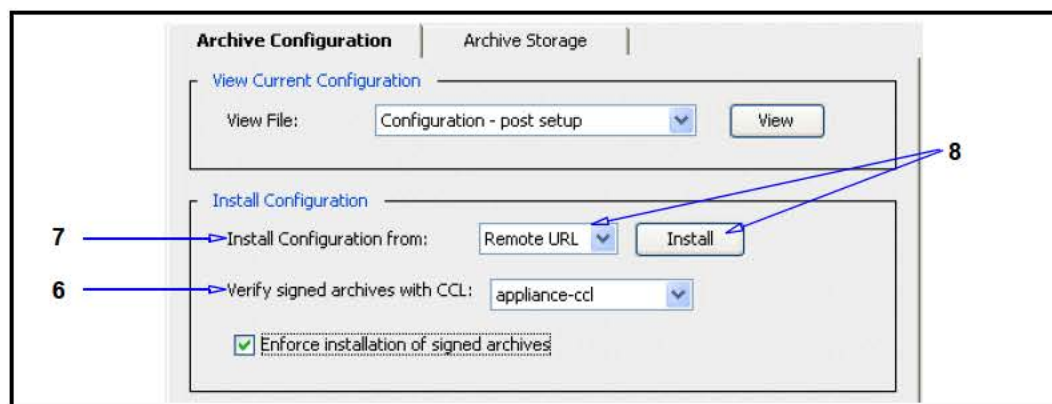 Archive Configuration Archive Storage
View Current Configuration
View File: Configuration - post setup View
8
Install Configuration
7 Install Configuration from: Remote URL Install
6 Verify signed archives with CCL: appliance-ccl
Enforce installation of signed archives